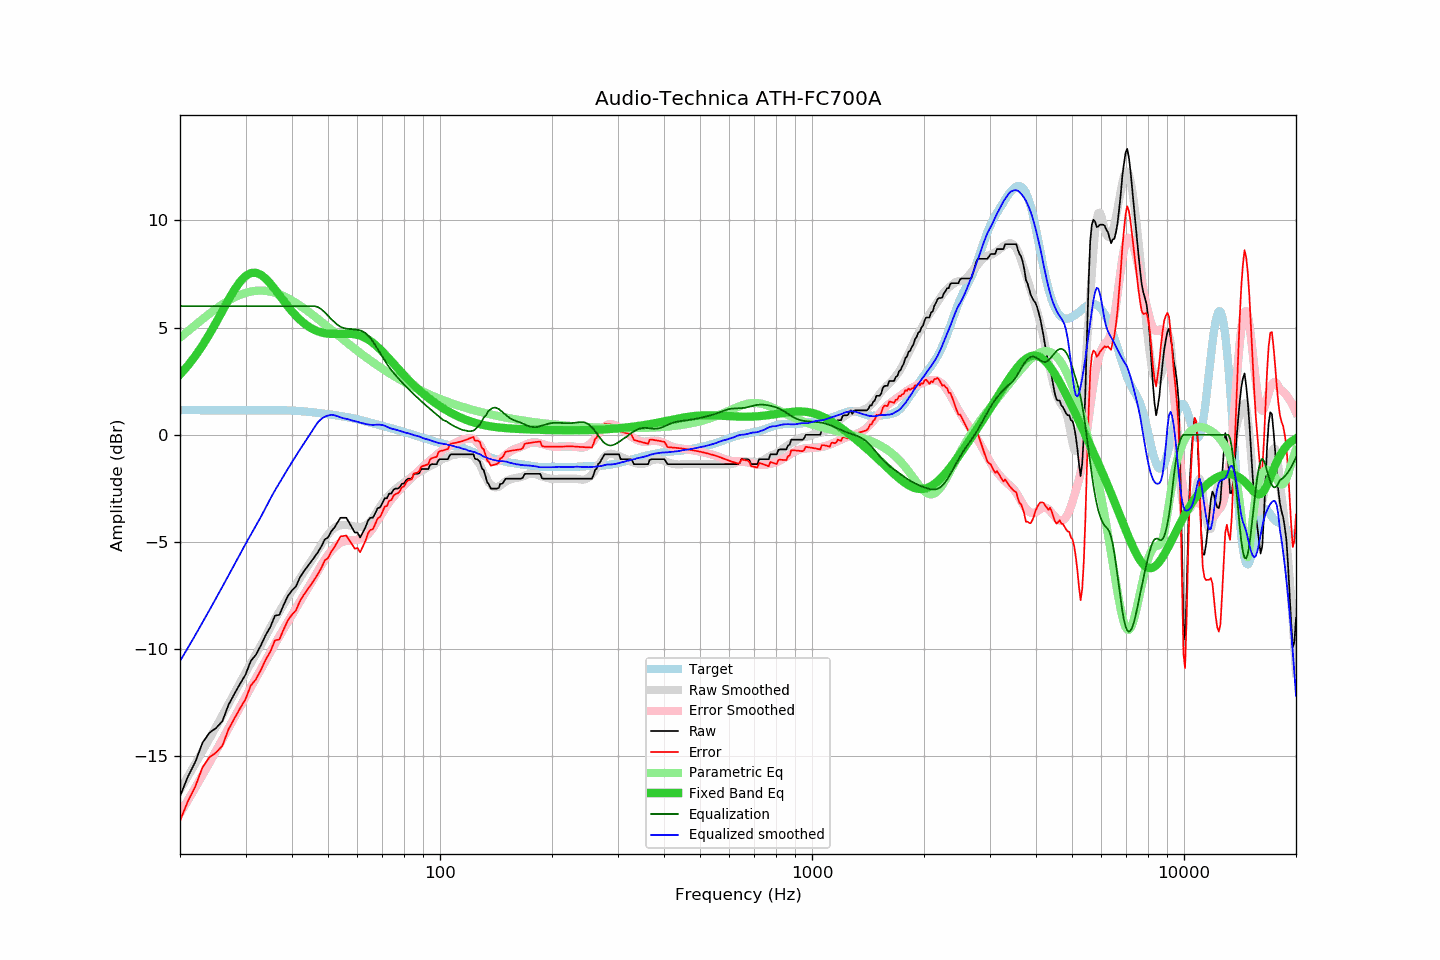 Audio-Technica ATH-FC700A
10
5
0
−5
−10
−15
Amplitude (dBr)
Target
Raw Smoothed
Error Smoothed
Raw
Error
Parametric Eq
Fixed Band Eq
Equalization
Equalized smoothed
100
1000
10000
Frequency (Hz)